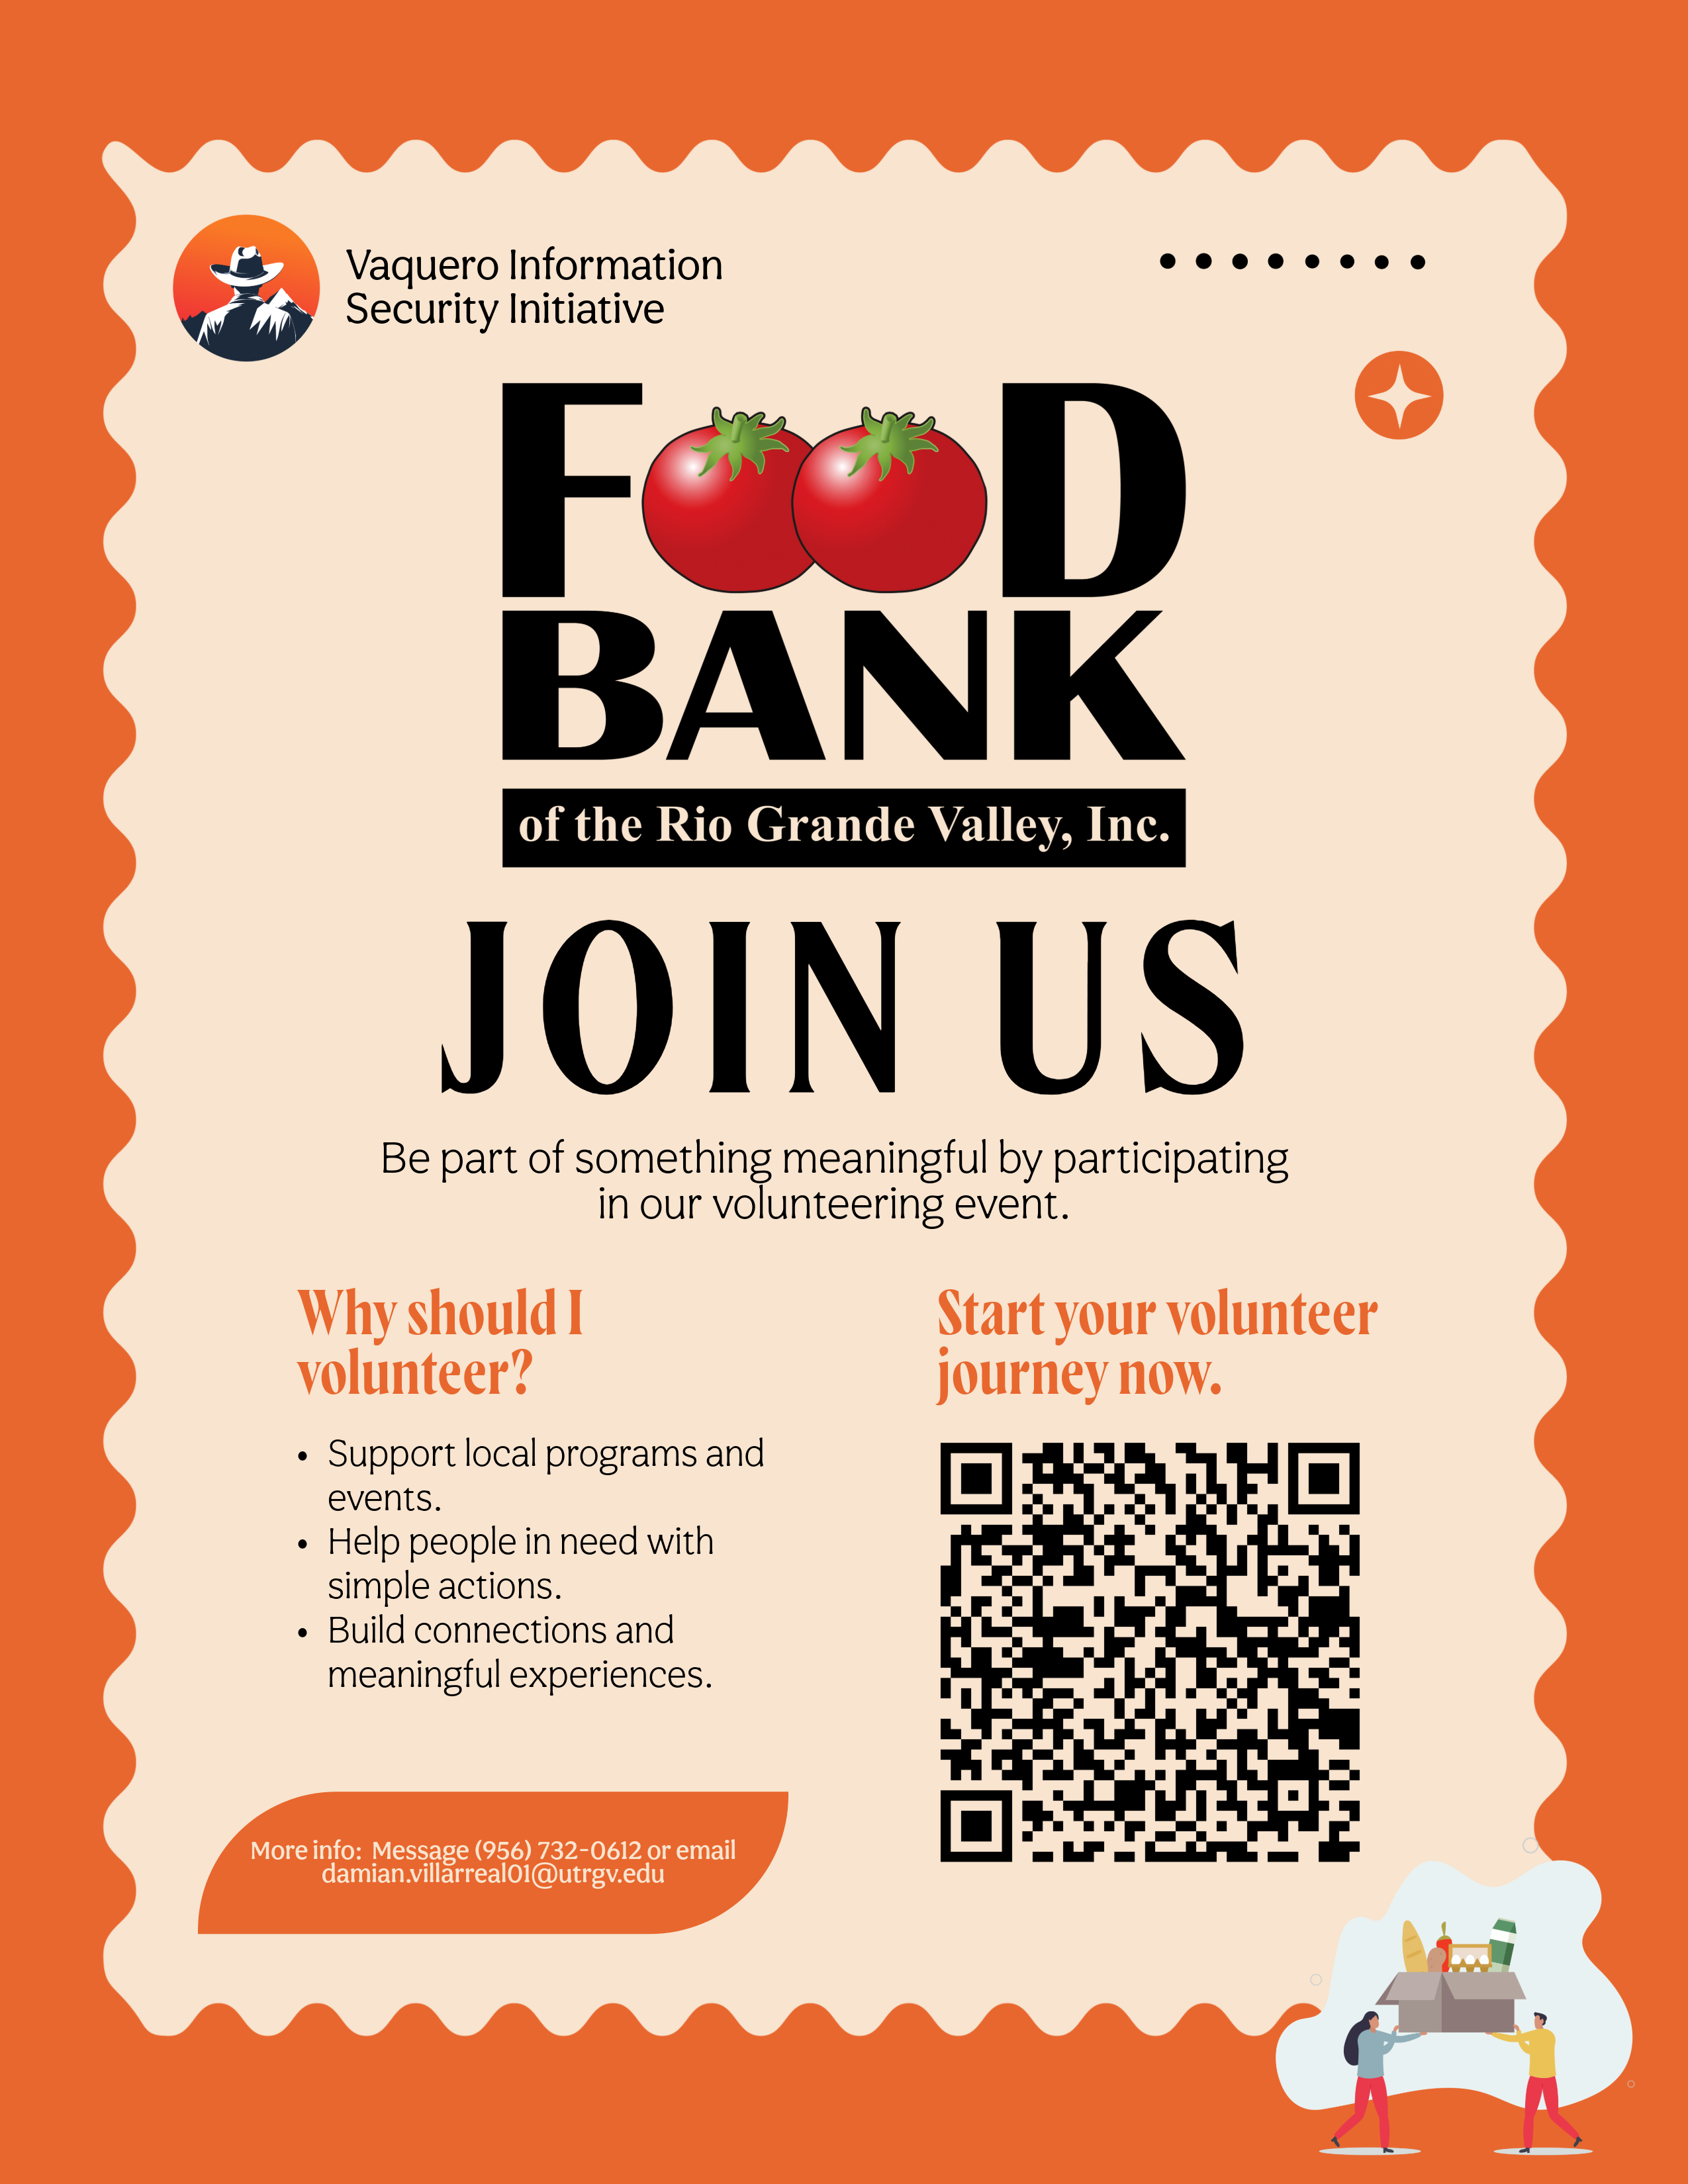 Vaquero Information
Security Initiative
FOOD
BANK
of the Rio Grande Valley, Inc.
JOIN US
Be part of something meaningful by participating
in our volunteering event.
Why should I
volunteer?
• Support local programs and
events.
• Help people in need with
simple actions.
• Build connections and
meaningful experiences.
Start your volunteer
journey now.
More info:  Message (956) 732-0612 or email
damian.villarreal01@utrgv.edu